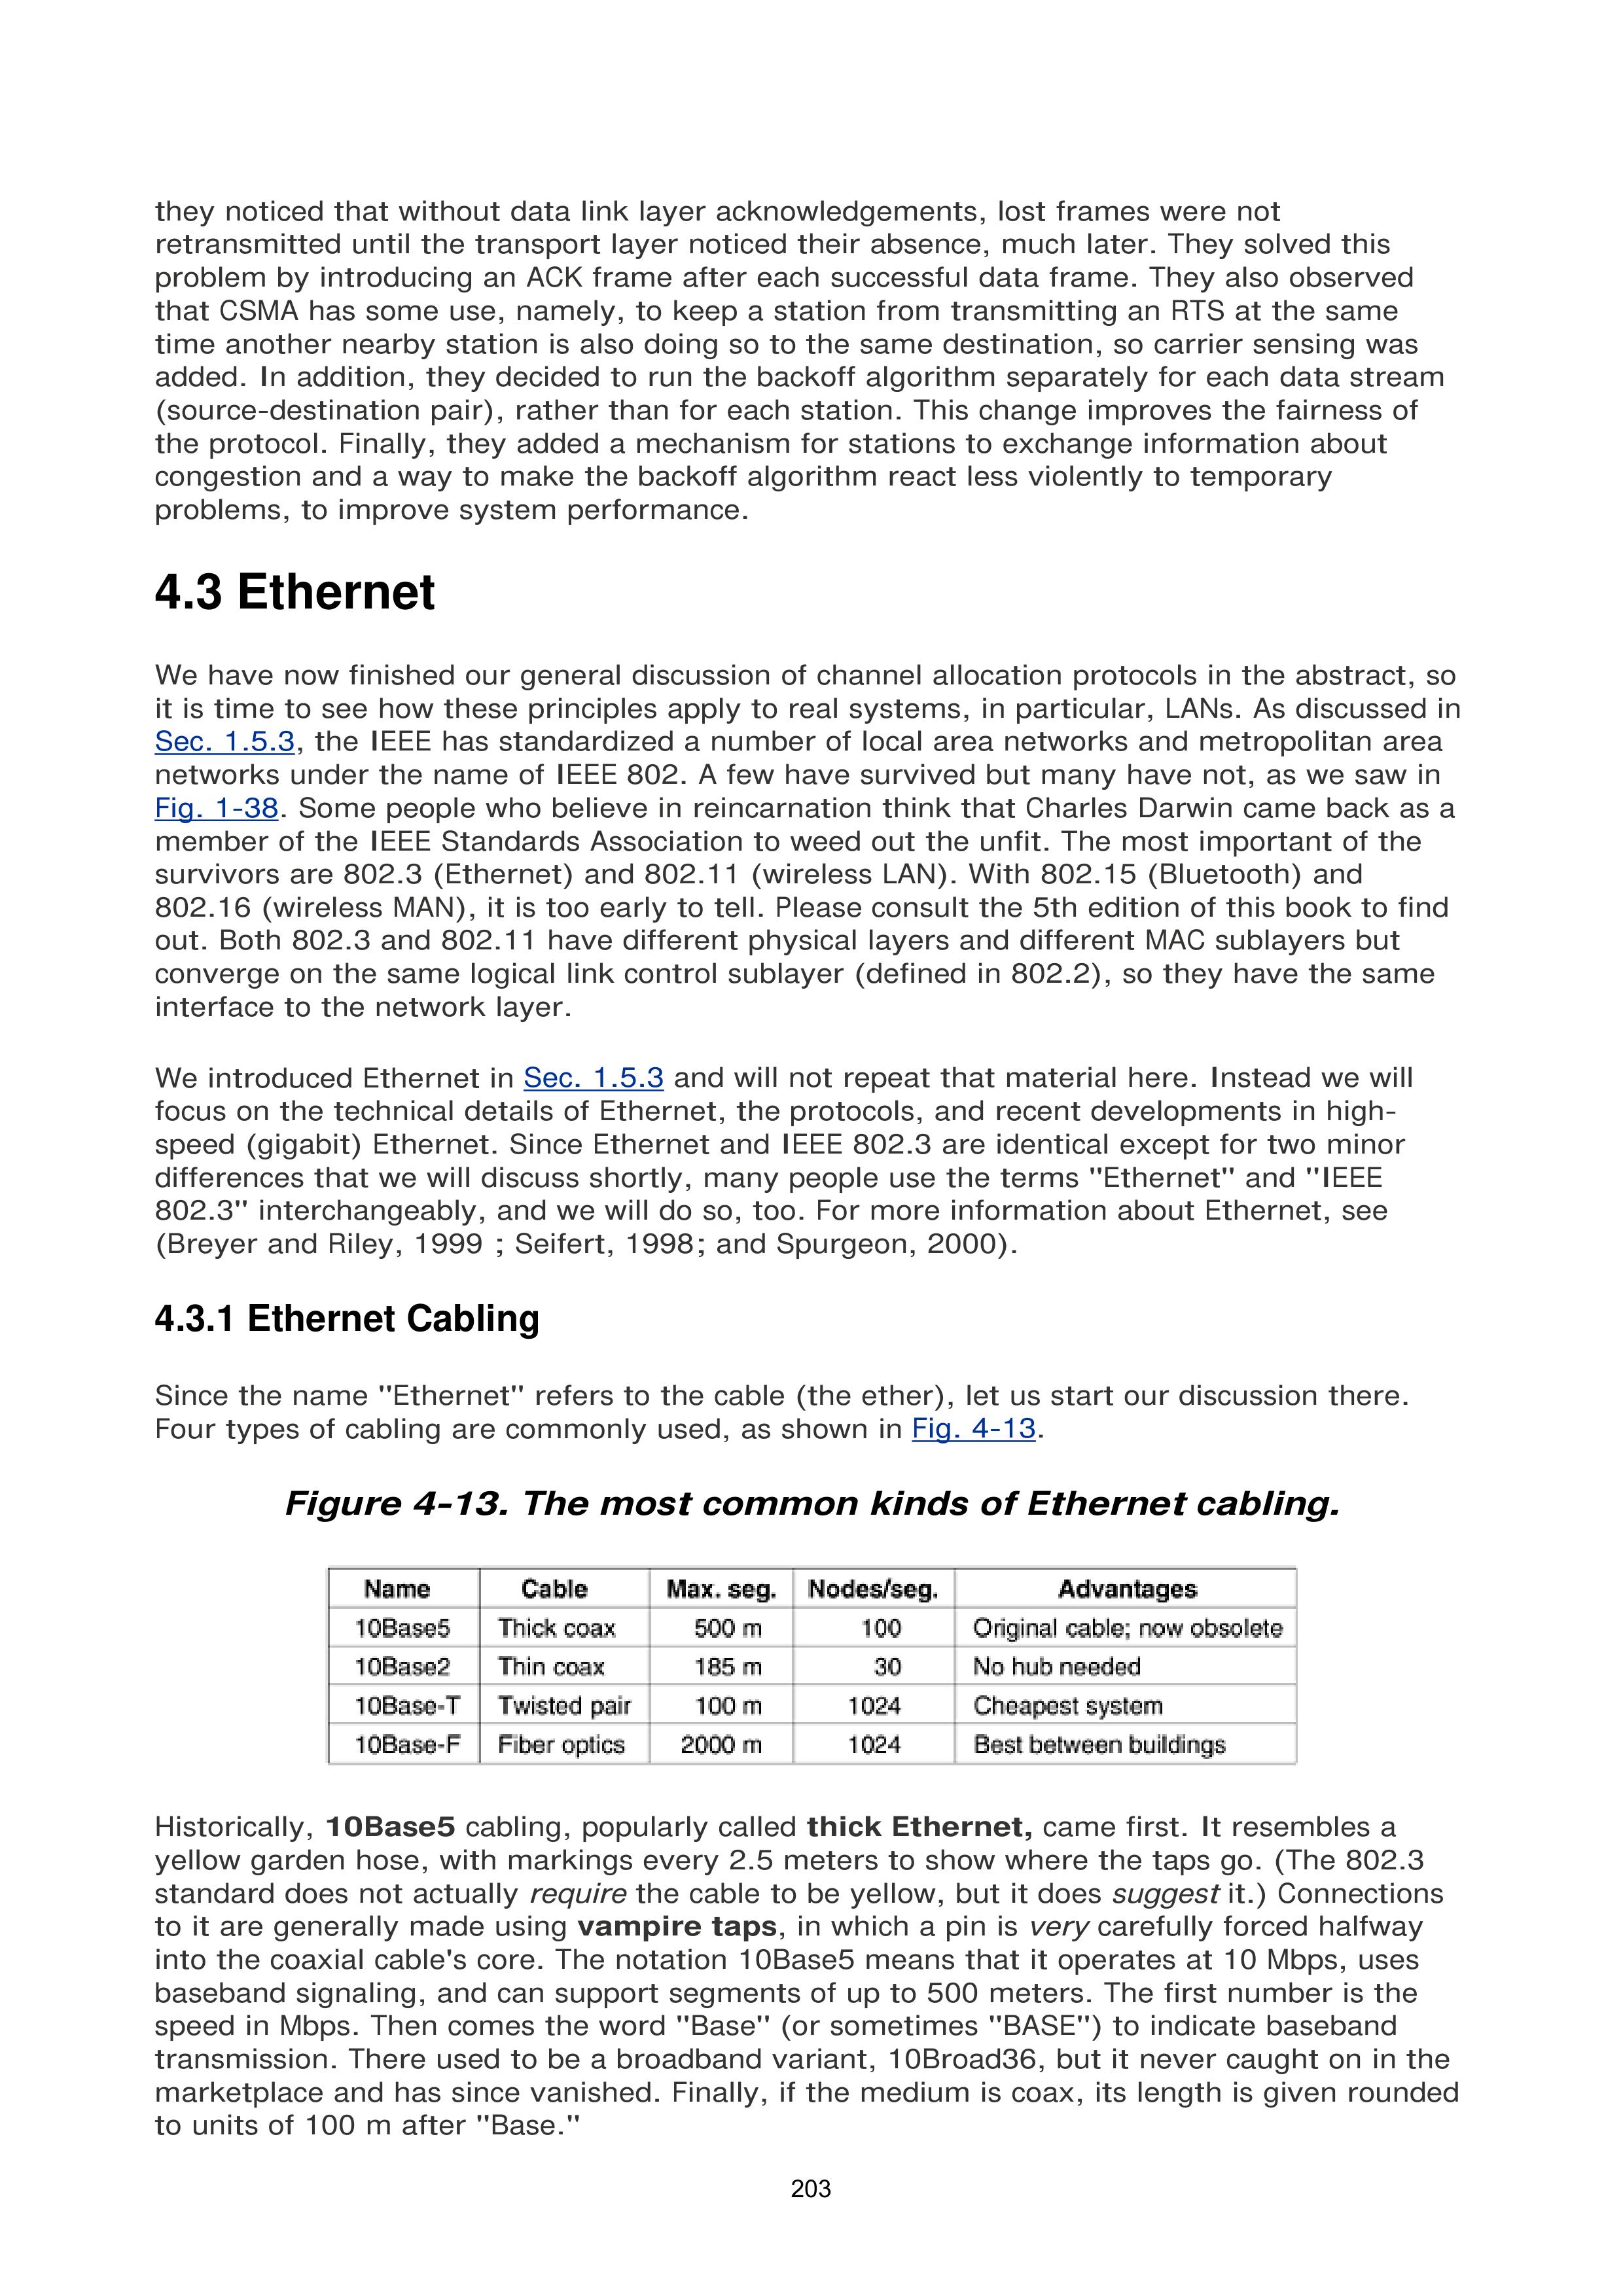 they noticed that without data link layer acknowledgements, lost frames were not
retransmitted until the transport layer noticed their absence, much later. They solved this
problem by introducing an ACK frame after each successful data frame. They also observed
that CSMA has some use, namely, to keep a station from transmitting an RTS at the same
time another nearby station is also doing so to the same destination, so carrier sensing was
added. In addition, they decided to run the backoff algorithm separately for each data stream
(source-destination pair), rather than for each station. This change improves the fairness of
the protocol. Finally, they added a mechanism for stations to exchange information about
congestion and a way to make the backoff algorithm react less violently to temporary
problems, to improve system performance.
4.3 Ethernet
We have now finished our general discussion of channel allocation protocols in the abstract, so
it is time to see how these principles apply to real systems, in particular, LANs. As discussed in
Sec. 1.5.3, the IEEE has standardized a number of local area networks and metropolitan area
networks under the name of IEEE 802. A few have survived but many have not, as we saw in
Fig. 1-38. Some people who believe in reincarnation think that Charles Darwin came back as a
member of the IEEE Standards Association to weed out the unfit. The most important of the
survivors are 802.3 (Ethernet) and 802.11 (wireless LAN). With 802.15 (Bluetooth) and
802.16 (wireless MAN), it is too early to tell. Please consult the 5th edition of this book to find
out. Both 802.3 and 802.11 have different physical layers and different MAC sublayers but
converge on the same logical link control sublayer (defined in 802.2), so they have the same
interface to the network layer.
We introduced Ethernet in Sec. 1.5.3 and will not repeat that material here. Instead we will
focus on the technical details of Ethernet, the protocols, and recent developments in high-
speed (gigabit) Ethernet. Since Ethernet and IEEE 802.3 are identical except for two minor
differences that we will discuss shortly, many people use the terms ''Ethernet'' and ''IEEE
802.3'' interchangeably, and we will do so, too. For more information about Ethernet, see
(Breyer and Riley, 1999 ; Seifert, 1998; and Spurgeon, 2000).
4.3.1 Ethernet Cabling
Since the name ''Ethernet'' refers to the cable (the ether), let us start our discussion there.
Four types of cabling are commonly used, as shown in Fig. 4-13.
Figure 4-13. The most common kinds of Ethernet cabling.
Name Cable Max. seg. Nodes/seg. Advantages
10Base5 Thick coax 500 m 100 Original cable; now obsolete
10Base2 Thin coax 185 m 30 No hub needed
10Base-T Twisted pair 100 m 1024 Cheapest system
10Base-F Fiber optics 2000 m 1024 Best between buildings
Historically, 10Base5 cabling, popularly called thick Ethernet, came first. It resembles a
yellow garden hose, with markings every 2.5 meters to show where the taps go. (The 802.3
standard does not actually require the cable to be yellow, but it does suggest it.) Connections
to it are generally made using vampire taps, in which a pin is very carefully forced halfway
into the coaxial cable's core. The notation 10Base5 means that it operates at 10 Mbps, uses
baseband signaling, and can support segments of up to 500 meters. The first number is the
speed in Mbps. Then comes the word ''Base'' (or sometimes ''BASE'') to indicate baseband
transmission. There used to be a broadband variant, 10Broad36, but it never caught on in the
marketplace and has since vanished. Finally, if the medium is coax, its length is given rounded
to units of 100 m after ''Base.''
203